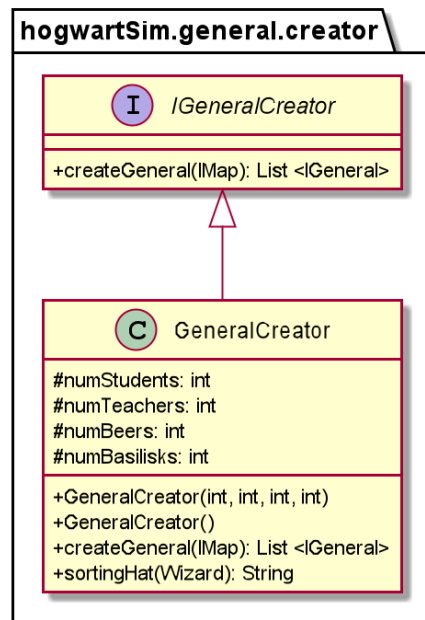 hogwartSim.general.creator
I
IGeneralCreator
+createGeneral(IMap): List <IGeneral>
C
GeneralCreator
#numStudents: int
#numTeachers: int
#numBeers: int
#numBasilisks: int
+GeneralCreator(int, int, int, int)
+GeneralCreator()
+createGeneral(IMap): List <IGeneral>
+sortingHat(Wizard): String